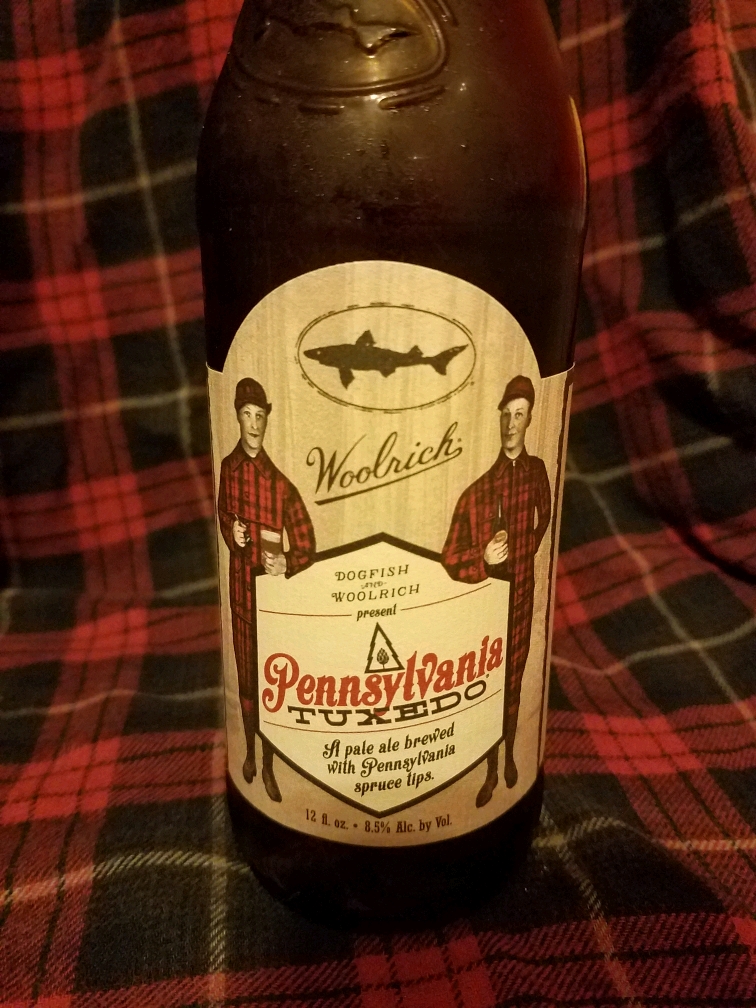 Woolrich
DOGFISH
-AND-
WOOLRICH
present
Pennsylvania
TUXEDO
A pale ale brewed
with Pennsylvania
spruce tips.
12 fl. oz. • 8.5% Alc. by Vol.